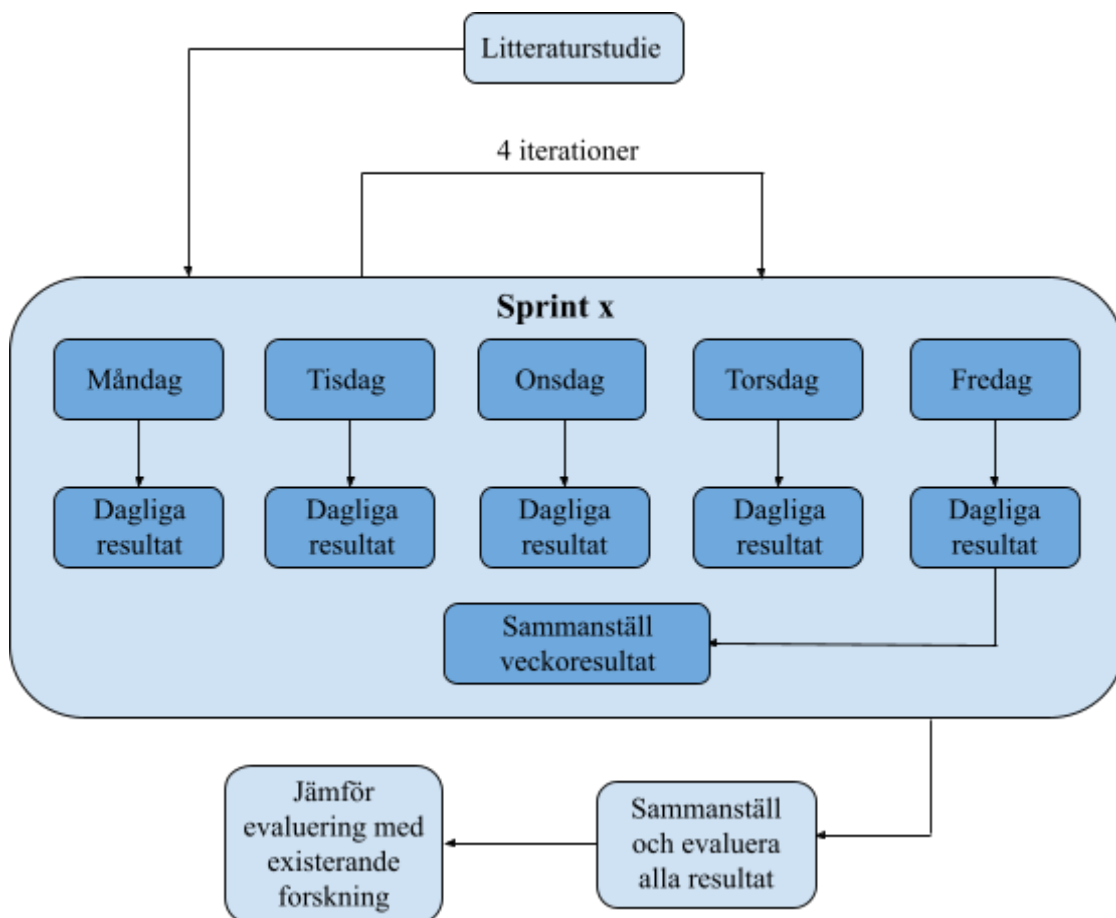 Litteraturstudie
4 iterationer
Sprint x
Måndag
Tisdag
Onsdag
Torsdag
Fredag
Dagliga
resultat
Dagliga
resultat
Dagliga
resultat
Dagliga
resultat
Dagliga
resultat
Sammanställ
veckoresultat
Jämför
evaluering med
existerande
forskning
Sammanställ
och evaluera
alla resultat